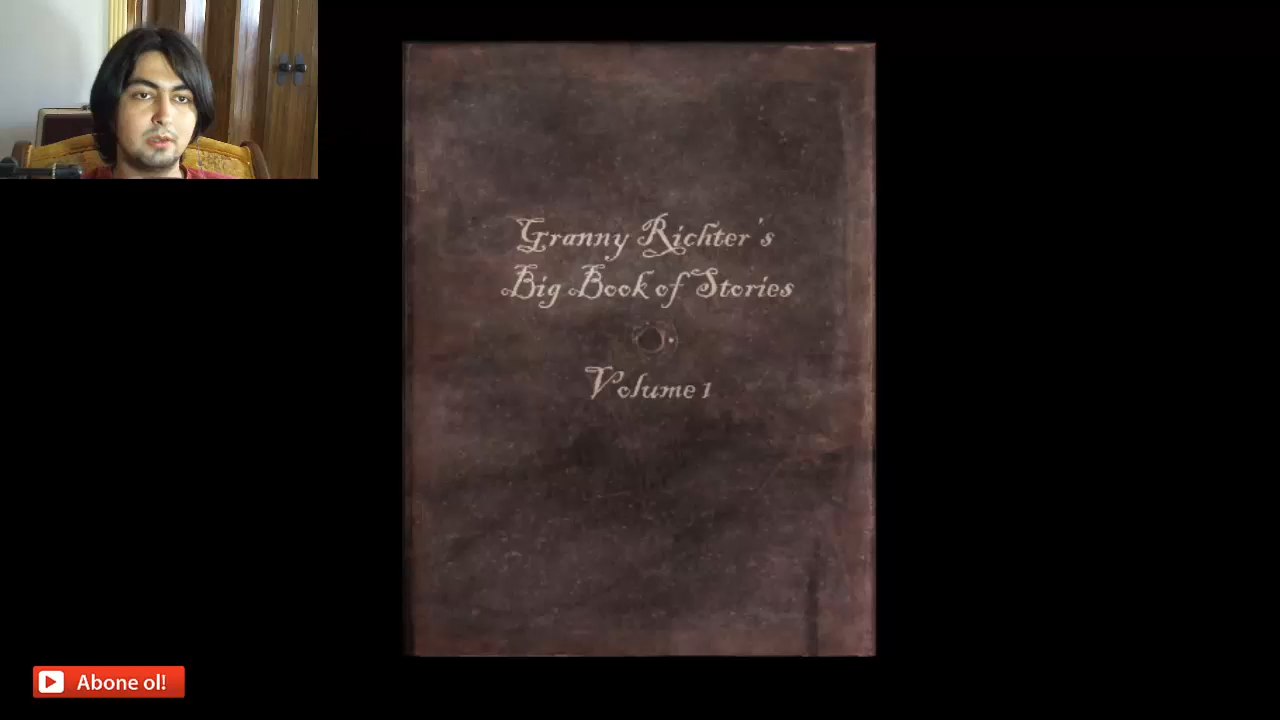 Granny Richter's
Big Book of Stories
Volume 1
Abone ol!